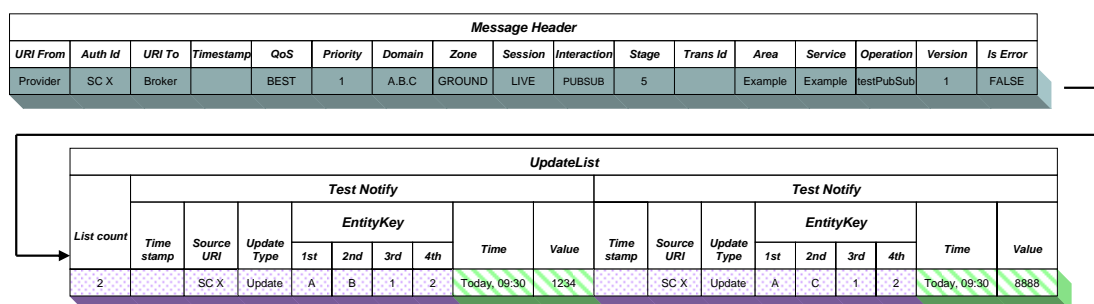 Message Header
URI From Auth Id URI To Timestamp QoS Priority Domain Zone Session Interaction Stage Trans Id Area Service Operation Version Is Error
Provider SC X Broker BEST 1 A.B.C GROUND LIVE PUBSUB 5 Example Example testPubSub 1 FALSE
UpdateList
Test Notify Test Notify
EntityKey EntityKey
List count Time stamp Source URI Update Type 1st 2nd 3rd 4th Time Value Time stamp Source URI Update Type 1st 2nd 3rd 4th Time Value
2 SC X Update A B 1 2 Today, 09:30 1234 SC X Update A C 1 2 Today, 09:30 8888